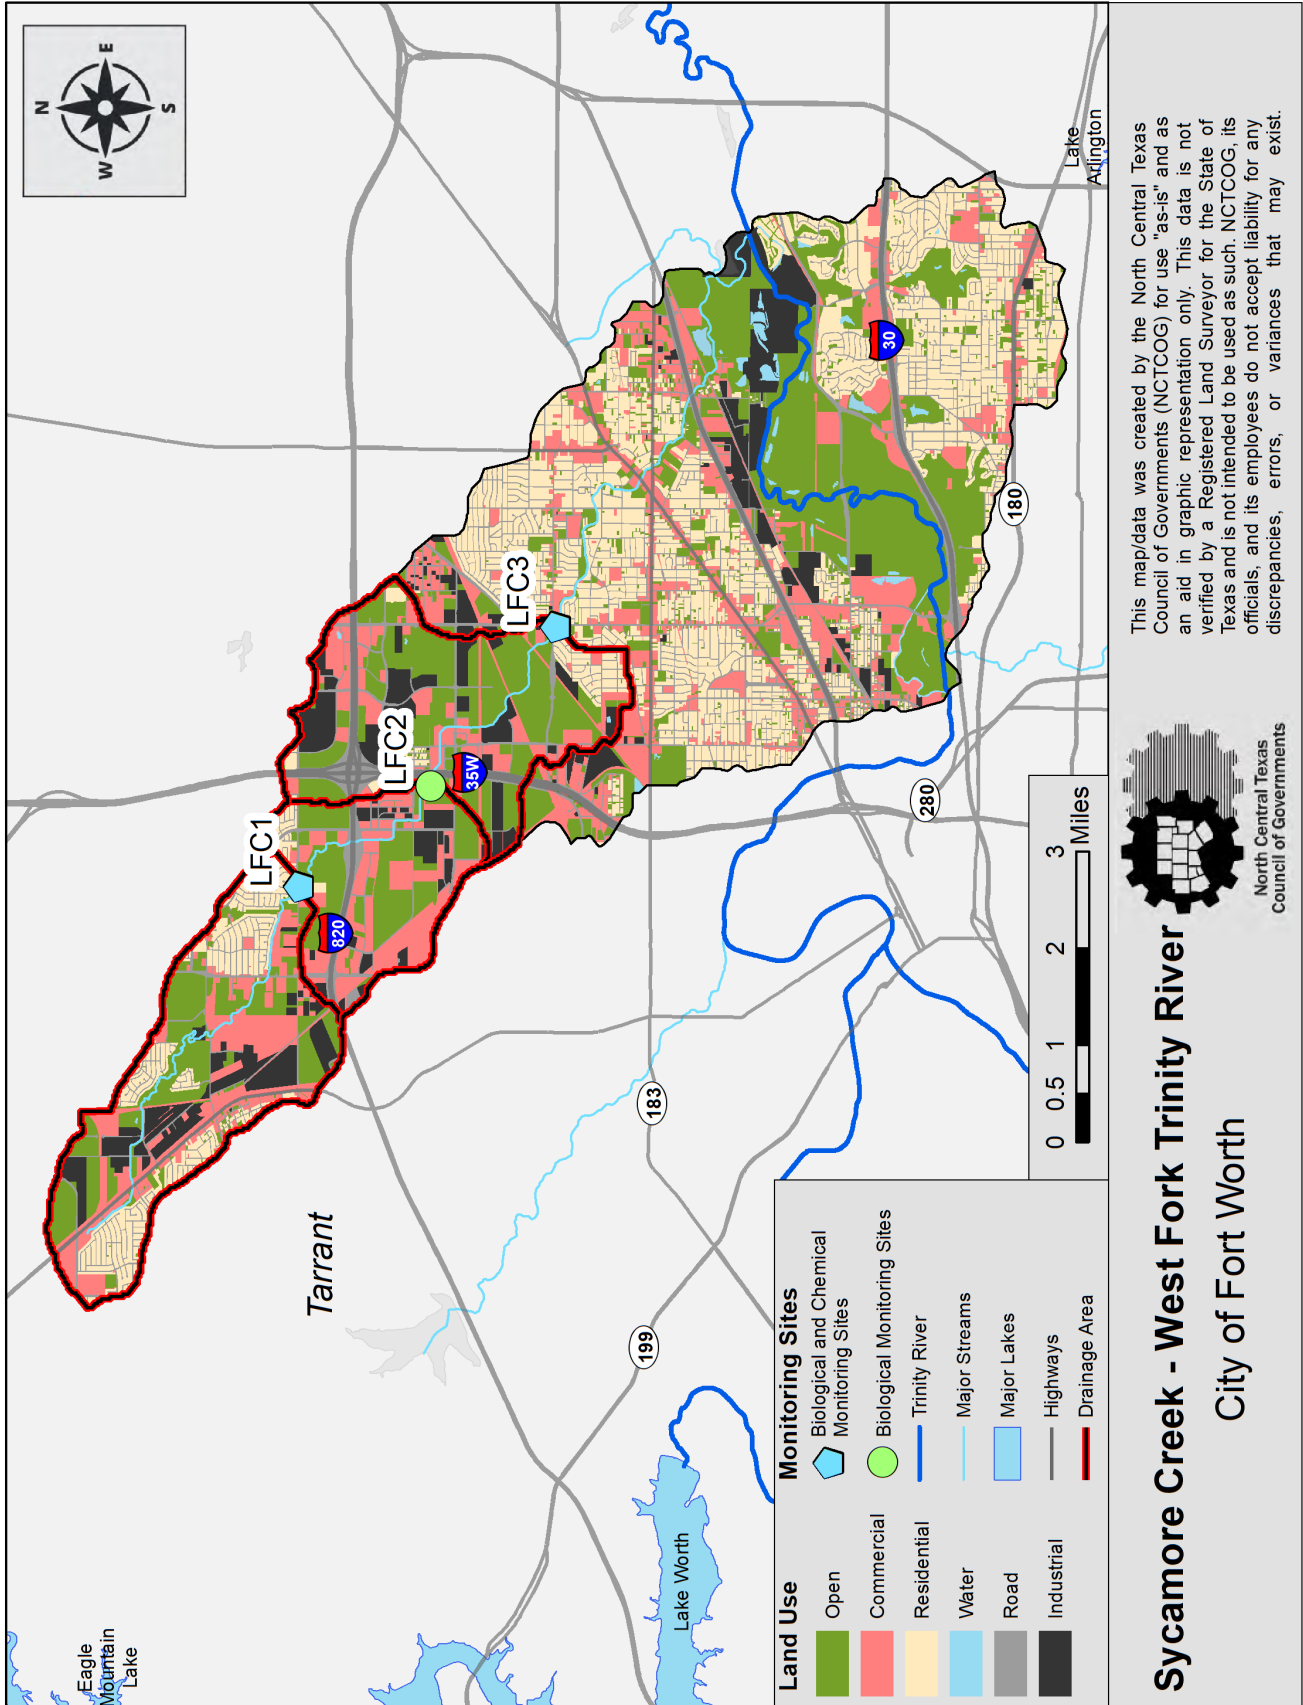 N
W
E
S
Eagle
Mountain
Lake
Tarrant
LFC1
LFC2
LFC3
820
35W
30
180
183
199
280
Lake Worth
Lake
Arlington
Land Use
Open
Commercial
Residential
Water
Road
Industrial
Monitoring Sites
Biological and Chemical
Monitoring Sites
Biological Monitoring Sites
Trinity River
Major Streams
Major Lakes
Highways
Drainage Area
0 0.5 1 2 3
Miles
Sycamore Creek - West Fork Trinity River
City of Fort Worth
North Central Texas
Council of Governments
This map/data was created by the North Central Texas
Council of Governments (NCTCOG) for use "as-is" and as
an aid in graphic representation only. This data is not
verified by a Registered Land Surveyor for the State of
Texas and is not intended to be used as such. NCTCOG, its
officials, and its employees do not accept liability for any
discrepancies, errors, or variances that may exist.